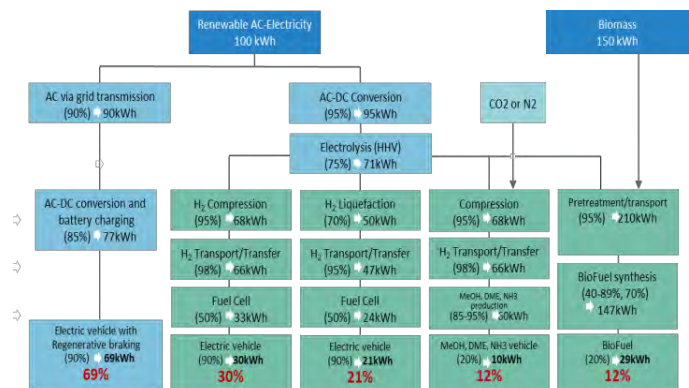 Renewable AC-Electricity
100 kWh
Biomass
150 kWh
AC via grid transmission
(90%) 90kWh
AC-DC Conversion
(95%) 95kWh
CO2 or N2
Electrolysis (HHV)
(75%) 71kWh
AC-DC conversion and
battery charging
(85%) 77kWh
H2 Compression
(95%) 68kWh
H2 Liquefaction
(70%) 50kWh
Compression
(95%) 68kWh
Pretreatment/transport
(95%) 210kWh
H2 Transport/Transfer
(98%) 66kWh
H2 Transport/Transfer
(95%) 47kWh
H2 Transport/Transfer
(98%) 66kWh
BioFuel synthesis
(40-89%, 70%)
147kWh
Fuel Cell
(50%) 33kWh
Fuel Cell
(50%) 24kWh
MeOH, DME, NH3
production
(85-95%) 60kWh
Electric vehicle with
Regenerative braking
(90%) 69kWh
69%
Electric vehicle
(90%) 30kWh
30%
Electric vehicle
(90%) 21kWh
21%
MeOH, DME, NH3 vehicle
(20%) 10kWh
12%
BioFuel
(20%) 29kWh
12%